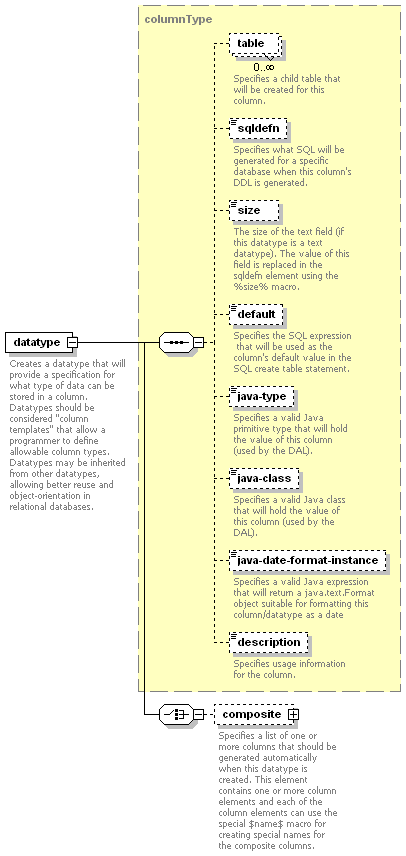 columnType
table
0..∞
Specifies a child table that
will be created for this
column.
sqldefn
Specifies what SQL will be
generated for a specific
database when this column's
DDL is generated.
size
The size of the text field (if
this datatype is a text
datatype). The value of this
field is replaced in the
sqldefn element using the
%size% macro.
default
Specifies the SQL expression
that will be used as the
column's default value in the
SQL create table statement.
datatype
Creates a datatype that will
provide a specification for
what type of data can be
stored in a column.
Datatypes should be
considered "column
templates" that allow a
programmer to define
allowable column types.
Datatypes may be inherited
from other datatypes,
allowing better reuse and
object-orientation in
relational databases.
java-type
Specifies a valid Java
primitive type that will hold
the value of this column
(used by the DAL).
java-class
Specifies a valid Java class
that will hold the value of
this column (used by the
DAL).
java-date-format-instance
Specifies a valid Java expression
that will return a java.text.Format
object suitable for formatting this
column/datatype as a date
description
Specifies usage information
for the column.
composite
Specifies a list of one or
more columns that should be
generated automatically
when this datatype is
created. This element
contains one or more column
elements and each of the
column elements can use the
special $name$ macro for
creating special names for
the composite columns.